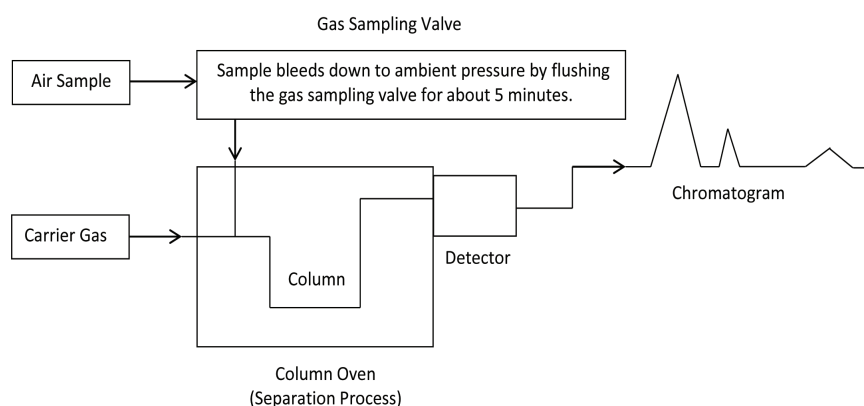 Gas Sampling Valve
Air Sample
Sample bleeds down to ambient pressure by flushing
the gas sampling valve for about 5 minutes.
Chromatogram
Carrier Gas
Column
Detector
Column Oven
(Separation Process)